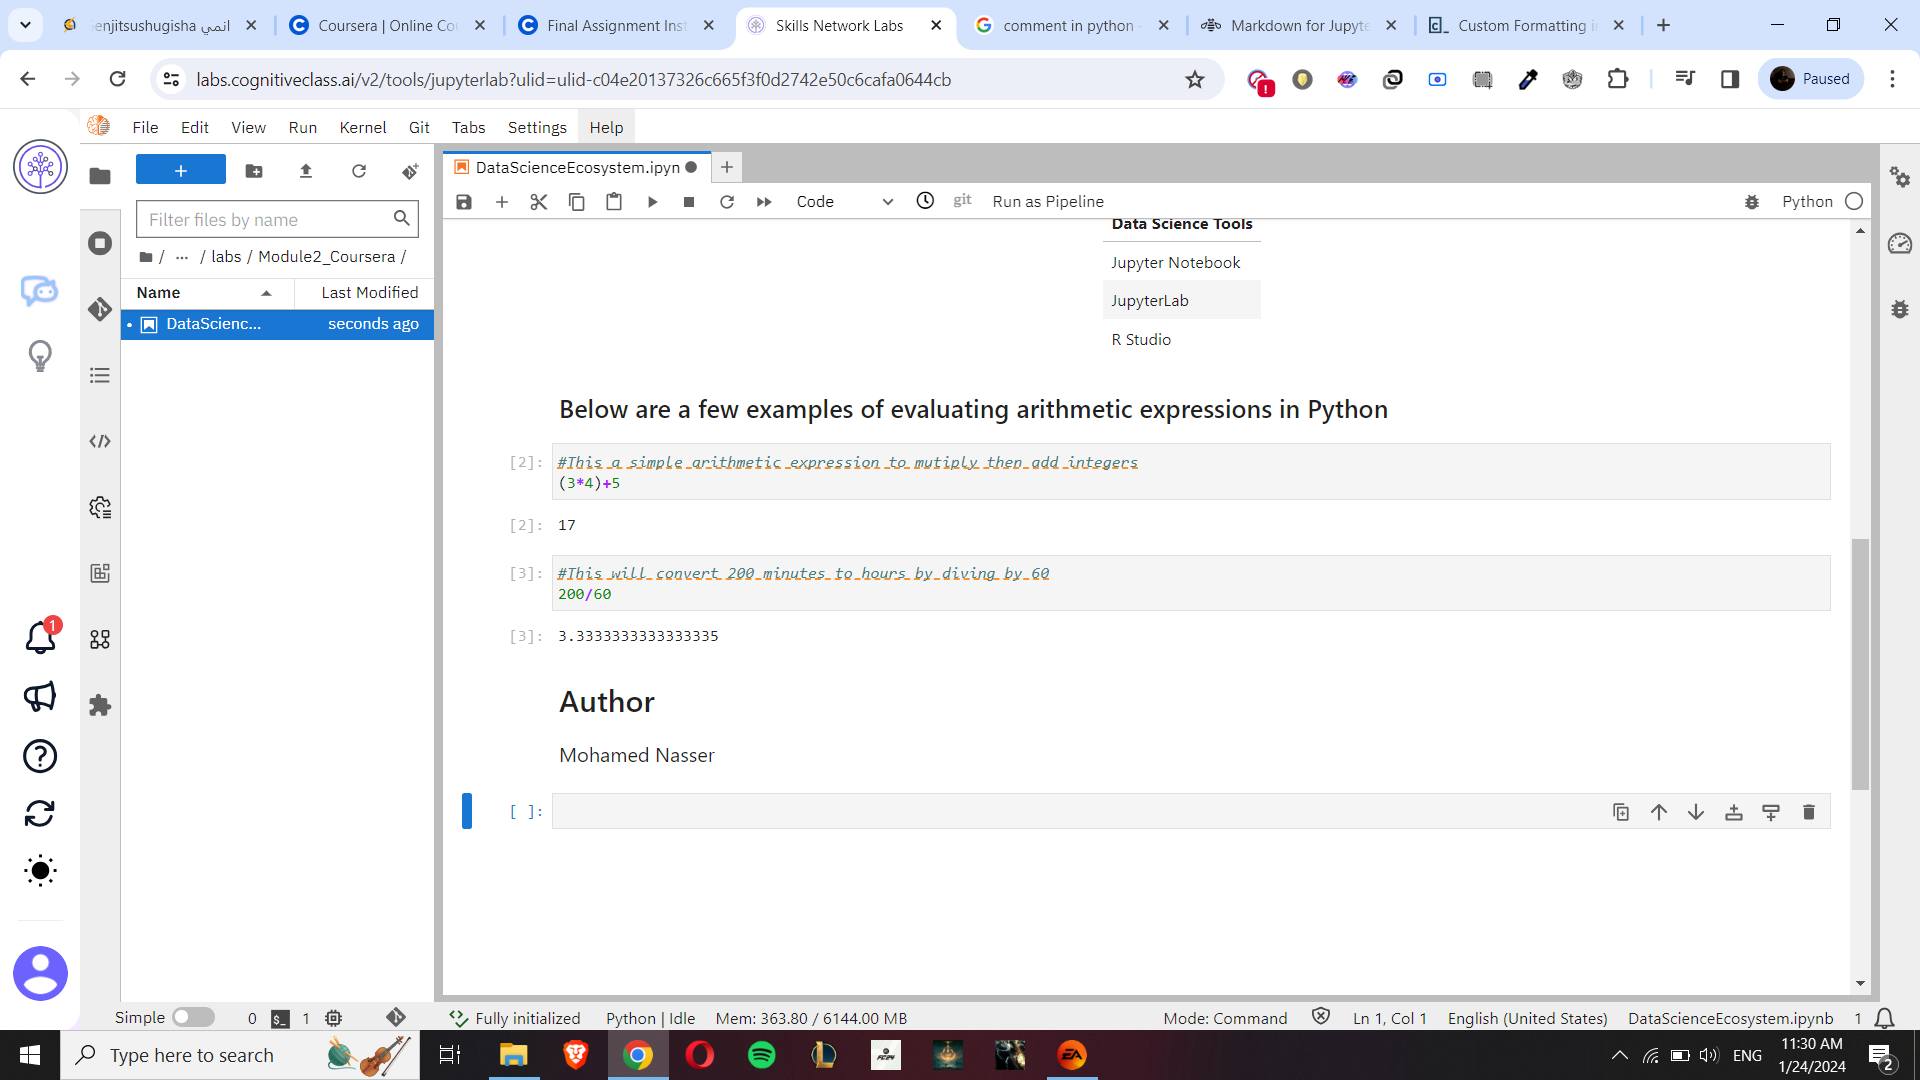 ienjitsushugisha انمي
Coursera | Online Co
Final Assignment Inst
Skills Network Labs
comment in python -
Markdown for Jupyte
Custom Formatting i
labs.cognitiveclass.ai/v2/tools/jupyterlab?ulid=ulid-c04e20137326c665f3f0d2742e50c6cafa0644cb
Paused
File Edit View Run Kernel Git Tabs Settings Help
DataScienceEcosystem.ipyn
Filter files by name
Code
git
Run as Pipeline
Python
/ ... / labs / Module2_Coursera /
Name
Last Modified
DataScienc...
seconds ago
Data Science Tools
Jupyter Notebook
JupyterLab
R Studio
Below are a few examples of evaluating arithmetic expressions in Python
[2]: #This a simple arithmetic expression to mutiply then add integers
(3*4)+5
[2]: 17
[3]: #This will convert 200 minutes to hours by diving by 60
200/60
[3]: 3.3333333333333335
Author
Mohamed Nasser
[ ]:
1
Simple
0
$_
1
Fully initialized
Python | Idle
Mem: 363.80 / 6144.00 MB
Mode: Command
Ln 1, Col 1
English (United States)
DataScienceEcosystem.ipynb
1
Type here to search
FC24
EA
ENG
11:30 AM
1/24/2024
2